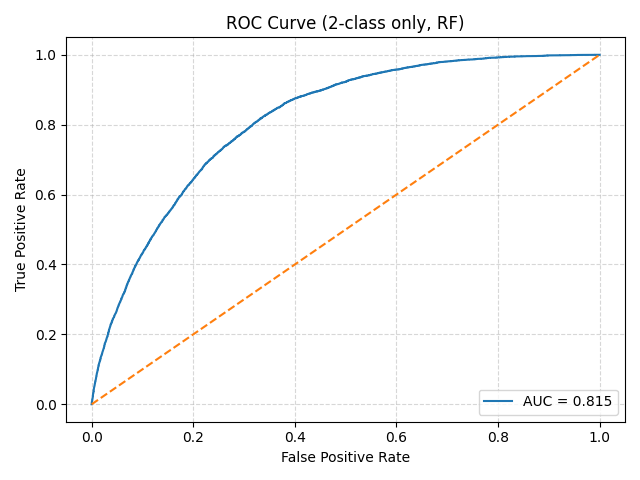 ROC Curve (2-class only, RF)
True Positive Rate
1.0
0.8
0.6
0.4
0.2
0.0
AUC = 0.815
0.0 0.2 0.4 0.6 0.8 1.0
False Positive Rate